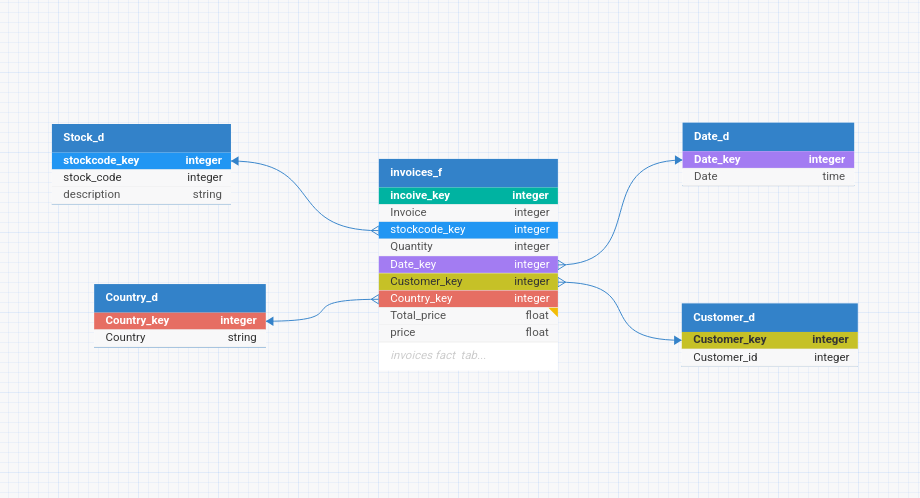 Stock_d
stockcode_key integer
stock_code integer
description string
Country_d
Country_key integer
Country string
invoices_f
incoive_key integer
Invoice integer
stockcode_key integer
Quantity integer
Date_key integer
Customer_key integer
Country_key integer
Total_price float
price float
invoices fact tab...
Date_d
Date_key integer
Date time
Customer_d
Customer_key integer
Customer_id integer